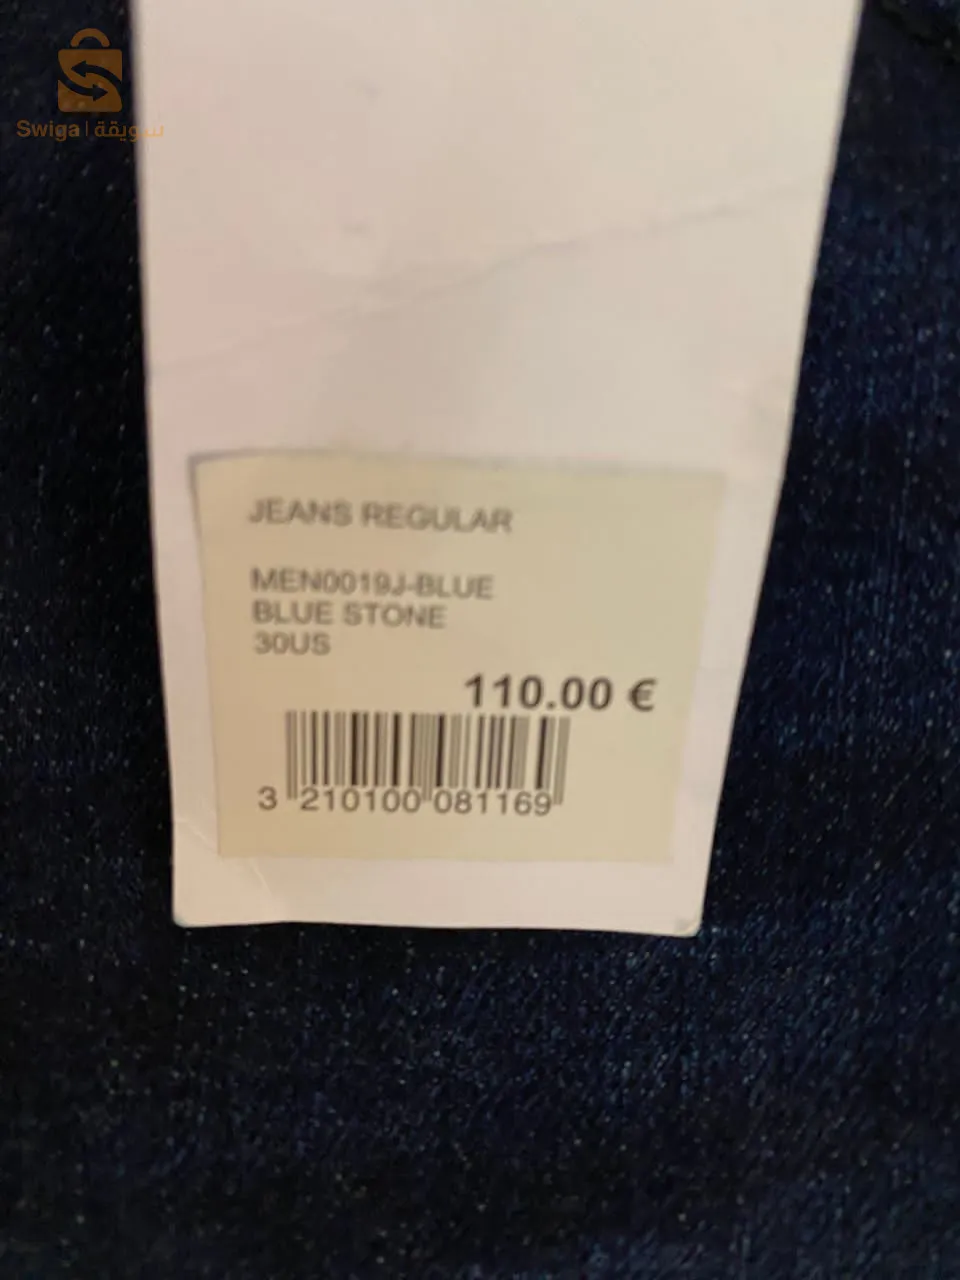 Swiga | سويقة
JEANS REGULAR
MEN0019J-BLUE
BLUE STONE
30US
110.00 €
3 210100 081169